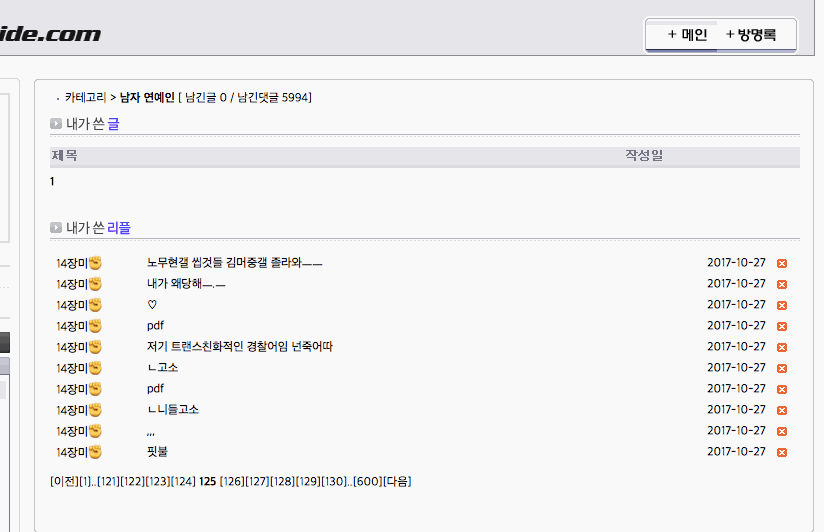 ide.com
+ 메인 + 방명록
· 카테고리 > 남자 연예인 [ 남긴글 0 / 남긴댓글 5994]
내가 쓴 글
제목 작성일
1
내가 쓴 리플
14장미✊ 노무현갤 씹것들 김머중갤 졸라와ㅡㅡ 2017-10-27
14장미✊ 내가 왜당해ㅡ.ㅡ 2017-10-27
14장미✊ ♡ 2017-10-27
14장미✊ pdf 2017-10-27
14장미✊ 저기 트랜스친화적인 경찰어임 넌죽어따 2017-10-27
14장미✊ ㄴ고소 2017-10-27
14장미✊ pdf 2017-10-27
14장미✊ ㄴ니들고소 2017-10-27
14장미✊ ,,, 2017-10-27
14장미✊ 핏불 2017-10-27
[이전][1]..[121][122][123][124] 125 [126][127][128][129][130]..[600][다음]